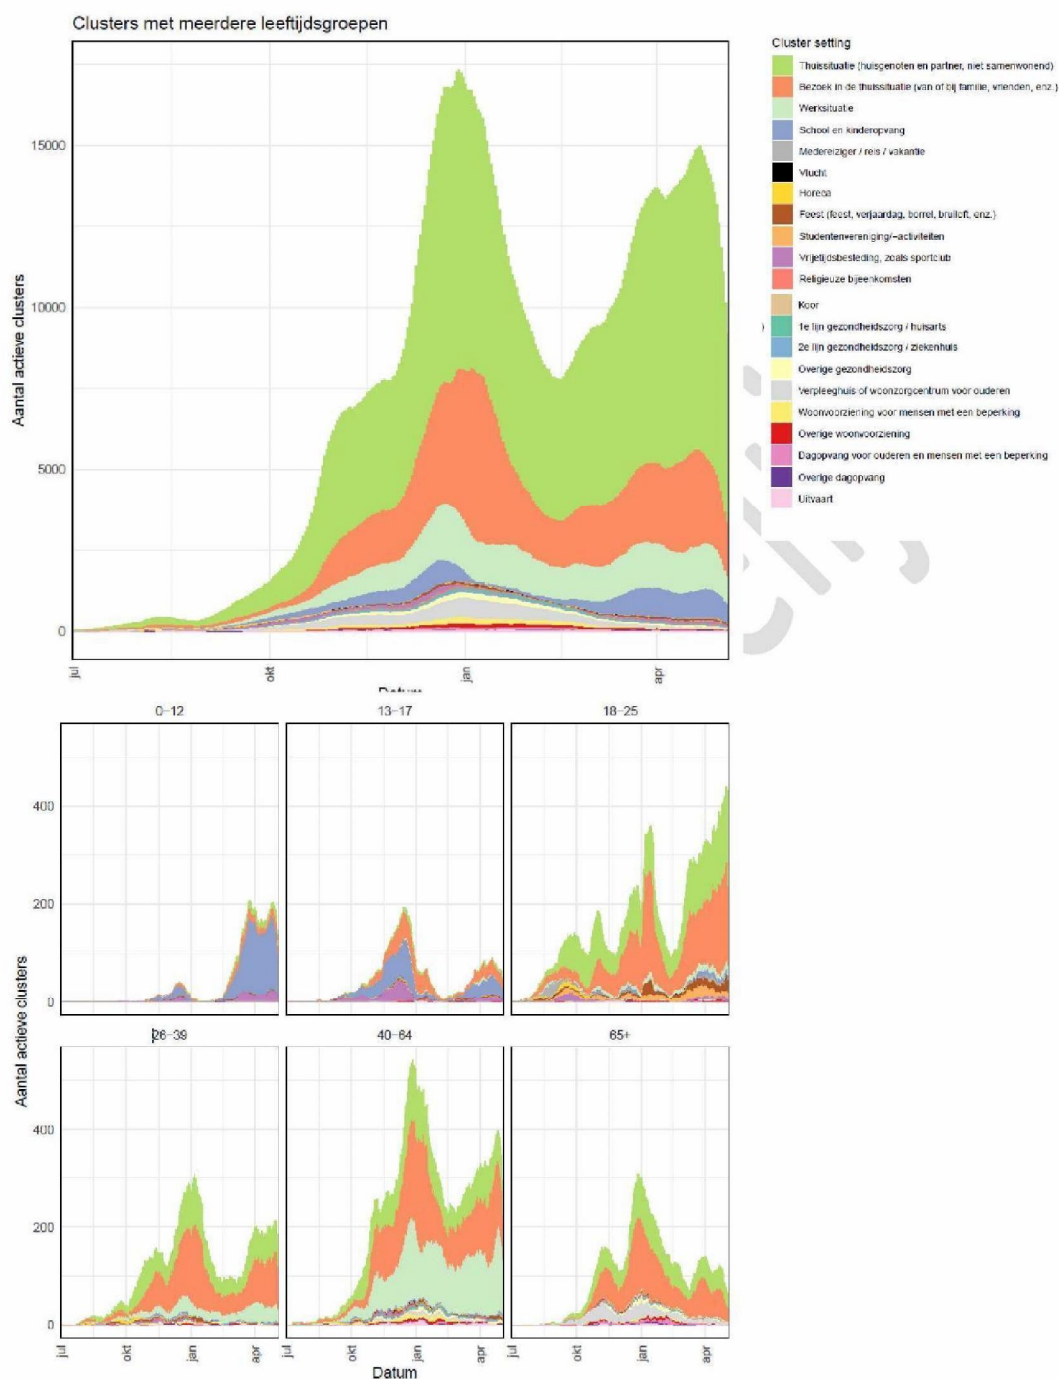 Clusters met meerdere leeftijdsgroepen
Aantal actieve clusters
15000
10000
5000
0
jul
okt
jan
apr
Datum
Cluster setting
Thuissituatie (huisgenoten en partner, niet samenwonend)
Bezoek in de thuissituatie (van of bij familie, vrienden, enz.)
Werksituatie
School en kinderopvang
Medereiziger / reis / vakantie
Vlucht
Horeca
Feest (feest, verjaardag, borrel, bruiloft, enz.)
Studentenvereniging/-activiteiten
Vrijetijdsbesteding, zoals sportclub
Religieuze bijeenkomsten
Koor
1e lijn gezondheidszorg / huisarts
)
2e lijn gezondheidszorg / ziekenhuis
Overige gezondheidszorg
Verpleeghuis of woonzorgcentrum voor ouderen
Woonvoorziening voor mensen met een beperking
Overige woonvoorziening
Dagopvang voor ouderen en mensen met een beperking
Overige dagopvang
Uitvaart
0-12
13-17
18-25
400
200
0
Aantal actieve clusters
26-39
40-64
65+
400
200
0
jul
okt
jan
apr
jul
okt
jan
apr
jul
okt
jan
apr
Datum